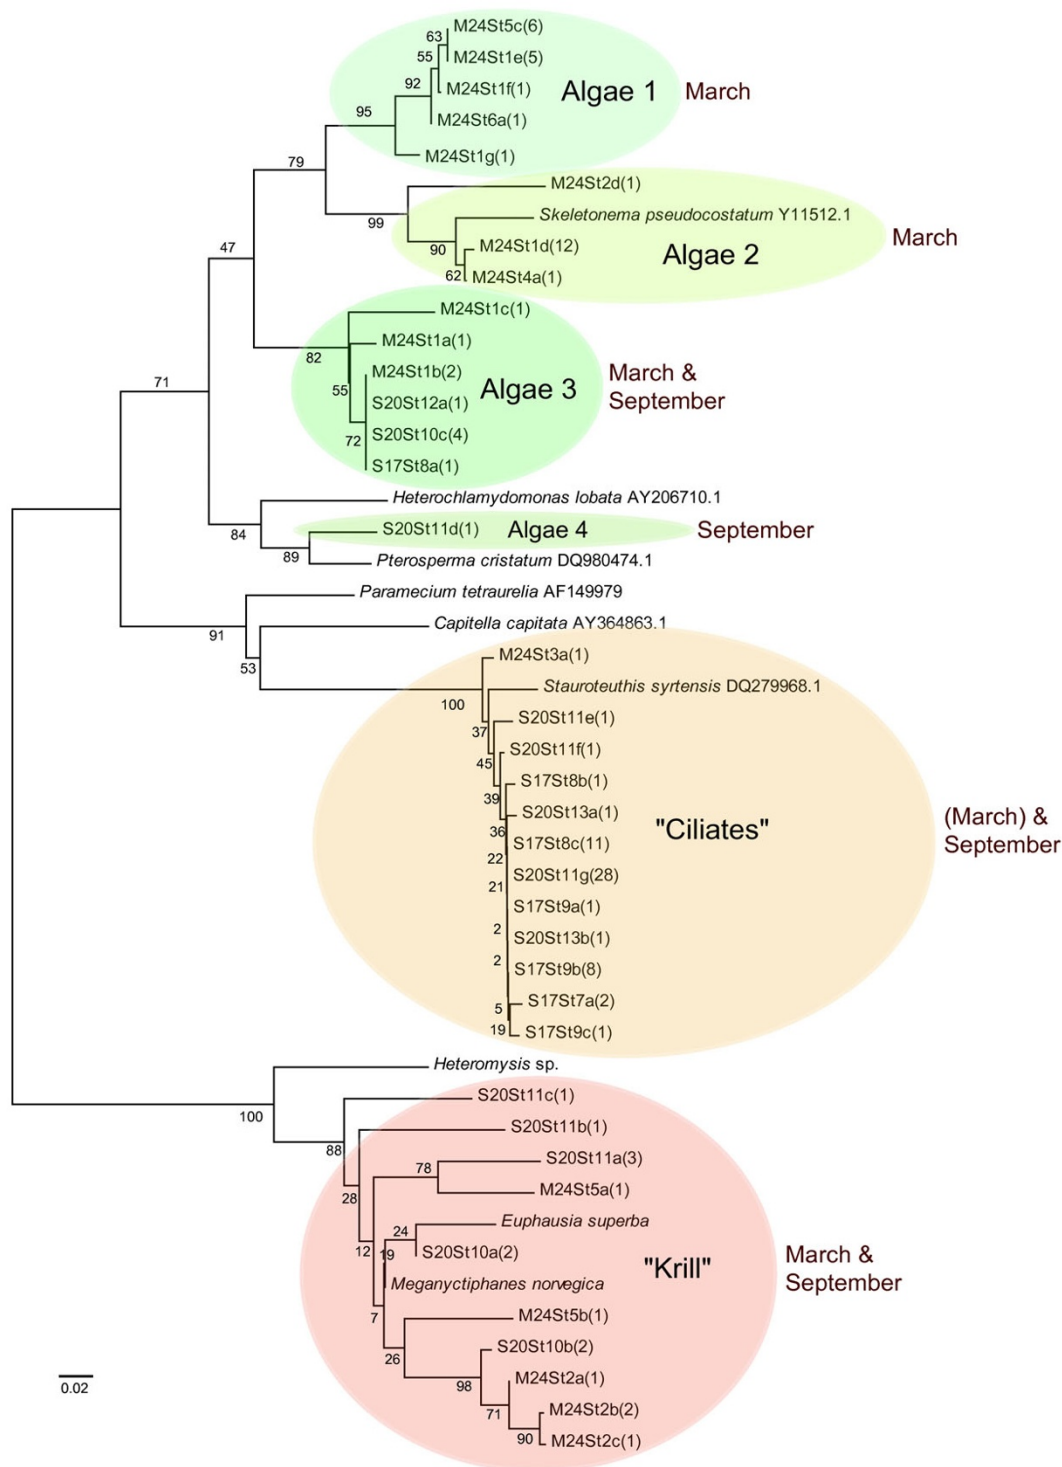 M24St5c(6)
63
M24St1e(5)
55
92
M24St1f(1)
Algae 1
March
95
M24St6a(1)
M24St1g(1)
79
M24St2d(1)
Skeletonema pseudocostatum Y11512.1
99
March
90
M24St1d(12)
Algae 2
47
62
M24St4a(1)
M24St1c(1)
M24St1a(1)
82
M24St1b(2)
March &
September
71
55
Algae 3
S20St12a(1)
S20St10c(4)
72
S17St8a(1)
Heterochlamydomonas lobata AY206710.1
84
S20St11d(1)
Algae 4
September
89
Pterosperma cristatum DQ980474.1
Paramecium tetraurelia AF149979
91
Capitella capitata AY364863.1
53
M24St3a(1)
100
Stauroteuthis syrtensis DQ279968.1
37
S20St11e(1)
45
S20St11f(1)
39
S17St8b(1)
S20St13a(1)
(March) &
September
36
"Ciliates"
S17St8c(11)
22
S20St11g(28)
21
S17St9a(1)
2
S20St13b(1)
2
S17St9b(8)
5
S17St7a(2)
19
S17St9c(1)
Heteromysis sp.
100
S20St11c(1)
88
S20St11b(1)
28
S20St11a(3)
78
M24St5a(1)
24
Euphausia superba
12
19
S20St10a(2)
"Krill"
March &
September
Meganyctiphanes norvegica
7
M24St5b(1)
26
S20St10b(2)
98
M24St2a(1)
71
M24St2b(2)
90
M24St2c(1)
0.02